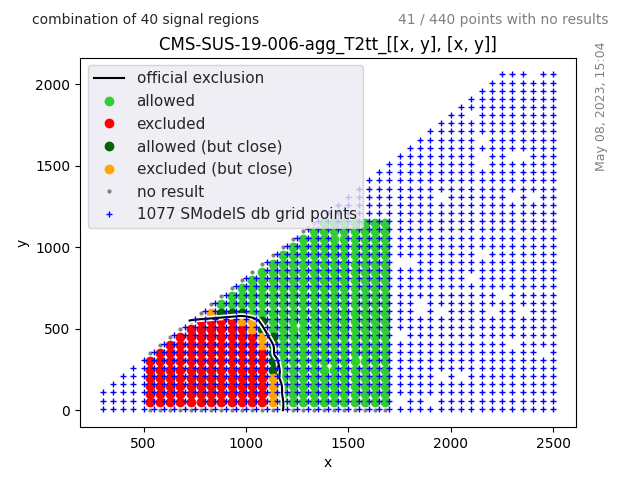 combination of 40 signal regions
41 / 440 points with no results
CMS-SUS-19-006-agg_T2tt_[[x, y], [x, y]]
May 08, 2023, 15:04
official exclusion
allowed
excluded
allowed (but close)
excluded (but close)
no result
1077 SModelS db grid points
2000
1500
1000
500
0
y
500
1000
1500
2000
2500
x